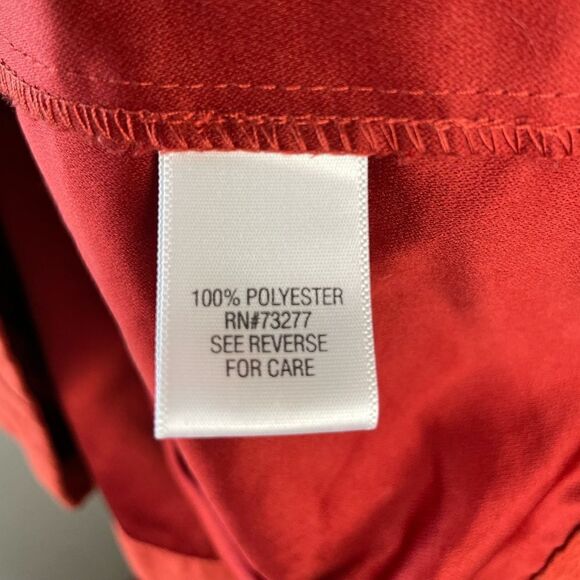 100% POLYESTER
RN#73277
SEE REVERSE
FOR CARE